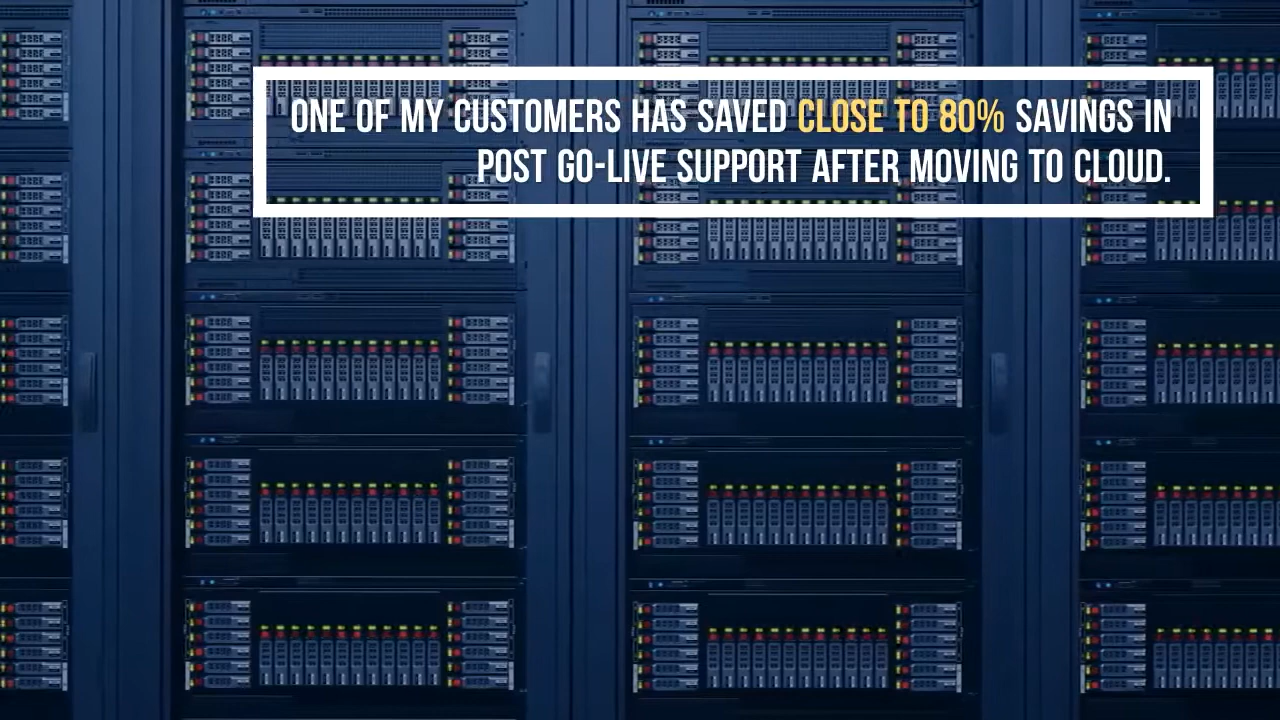 ONE OF MY CUSTOMERS HAS SAVED CLOSE TO 80% SAVINGS IN
POST GO-LIVE SUPPORT AFTER MOVING TO CLOUD.